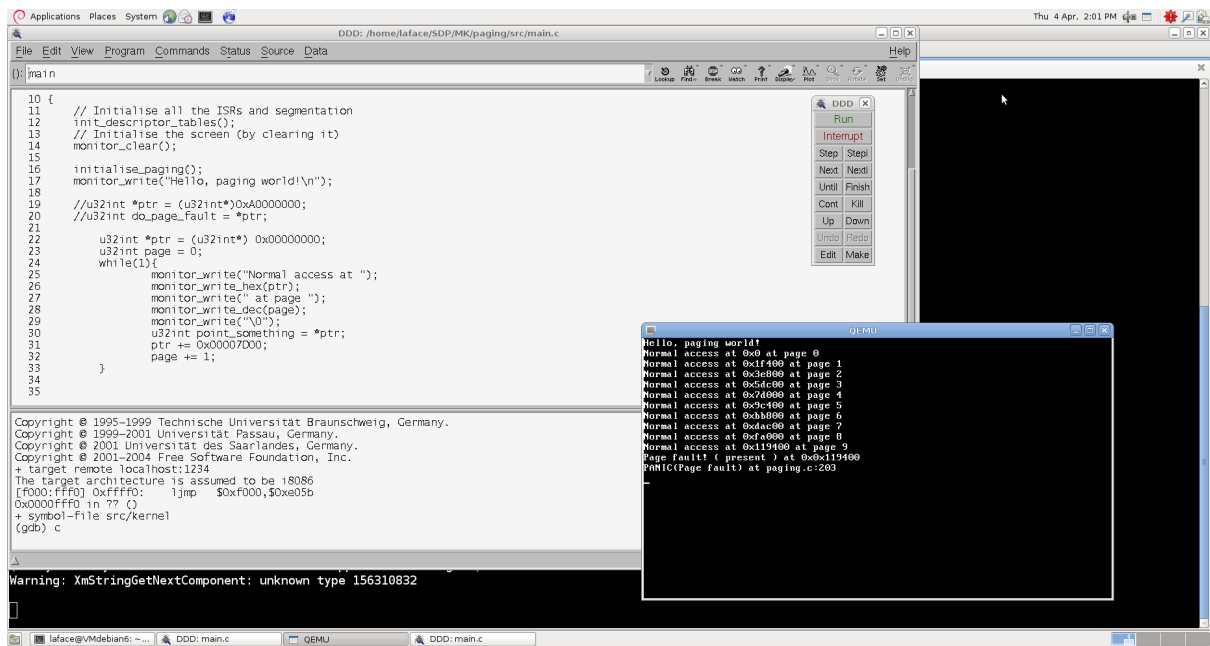 Applications Places System
Thu 4 Apr, 2:01 PM
DDD: /home/laface/SDP/MK/paging/src/main.c
File Edit View Program Commands Status Source Data Help
(): main
Lookup Find» Break Watch Print Display Plot Rotate Set Undisp
10 {
11 // Initialise all the ISRs and segmentation
12 init_descriptor_tables();
13 // Initialise the screen (by clearing it)
14 monitor_clear();
15
16 initialise_paging();
17 monitor_write("Hello, paging world!\n");
18
19 //u32int *ptr = (u32int*)0xA0000000;
20 //u32int do_page_fault = *ptr;
21
22 u32int *ptr = (u32int*) 0x00000000;
23 u32int page = 0;
24 while(1){
25 monitor_write("Normal access at ");
26 monitor_write_hex(ptr);
27 monitor_write(" at page ");
28 monitor_write_dec(page);
29 monitor_write("\0");
30 u32int point_something = *ptr;
31 ptr += 0x00007D00;
32 page += 1;
33 }
34
35
DDD
Run
Interrupt
Step Stepi
Next Nexti
Until Finish
Cont Kill
Up Down
Undo Redo
Edit Make
Copyright © 1995-1999 Technische Universität Braunschweig, Germany.
Copyright © 1999-2001 Universität Passau, Germany.
Copyright © 2001 Universität des Saarlandes, Germany.
Copyright © 2001-2004 Free Software Foundation, Inc.
+ target remote localhost:1234
The target architecture is assumed to be i8086
[f000:fff0] 0xffff0: ljmp $0xf000,$0xe05b
0x0000fff0 in ?? ()
+ symbol-file src/kernel
(gdb) c
QEMU
Hello, paging world!
Normal access at 0x0 at page 0
Normal access at 0x1f400 at page 1
Normal access at 0x3e800 at page 2
Normal access at 0x5dc00 at page 3
Normal access at 0x7d000 at page 4
Normal access at 0x9c400 at page 5
Normal access at 0xbb800 at page 6
Normal access at 0xdac00 at page 7
Normal access at 0xfa000 at page 8
Normal access at 0x119400 at page 9
Page fault! ( present ) at 0x0x119400
PANIC(Page fault) at paging.c:203
Warning: XmStringGetNextComponent: unknown type 156310832
laface@VMdebian6: ~... DDD: main.c QEMU DDD: main.c